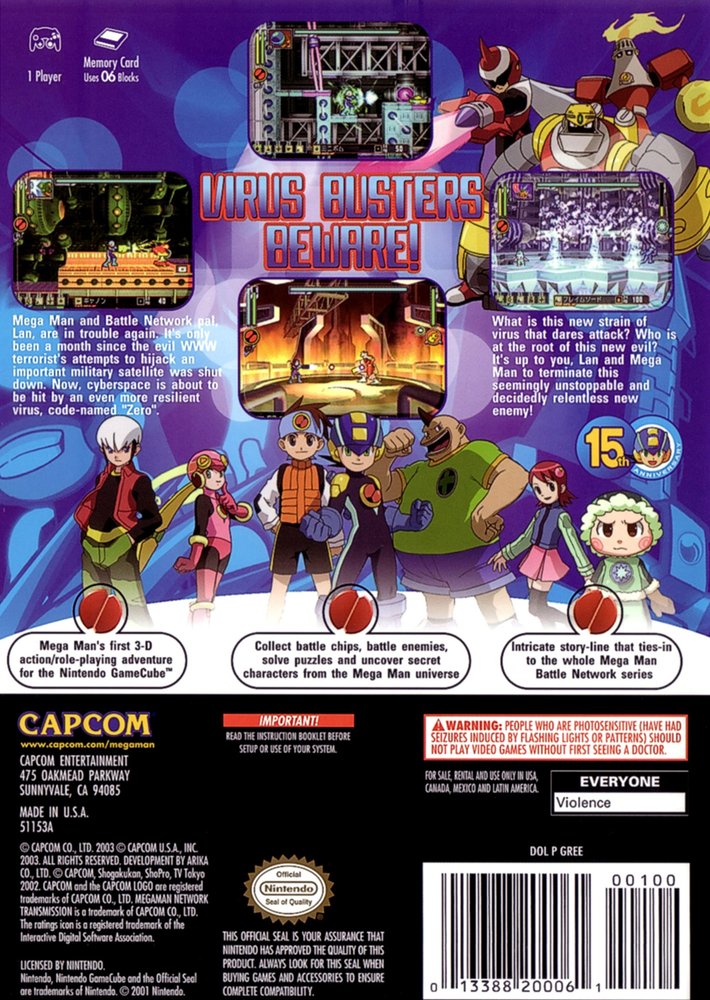 1 Player
Memory Card
Uses 06 Blocks
ミニボム 50
VIRUS BUSTERS
BEWARE!
40
フレイムソード 100
Mega Man and Battle Network pal,
Lan, are in trouble again. It's only
been a month since the evil WWW
terrorist's attempts to hijack an
important military satellite was shut
down. Now, cyberspace is about to
be hit by an even more resilient
virus, code-named "Zero".
What is this new strain of
virus that dares attack? Who is
at the root of this new evil?
It's up to you, Lan and Mega
Man to terminate this
seemingly unstoppable and
decidedly relentless new
enemy!
15th
ANNIVERSARY
Mega Man's first 3-D
action/role-playing adventure
for the Nintendo GameCube™
Collect battle chips, battle enemies,
solve puzzles and uncover secret
characters from the Mega Man universe
Intricate story-line that ties-in
to the whole Mega Man
Battle Network series
CAPCOM
www.capcom.com/megaman
CAPCOM ENTERTAINMENT
475 OAKMEAD PARKWAY
SUNNYVALE, CA 94085
MADE IN U.S.A.
51153A
© CAPCOM CO., LTD. 2003 © CAPCOM U.S.A., INC.
2003. ALL RIGHTS RESERVED. DEVELOPMENT BY ARIKA
CO., LTD. © CAPCOM, Shogakukan, ShoPro, TV Tokyo
2002. CAPCOM and the CAPCOM LOGO are registered
trademarks of CAPCOM CO., LTD. MEGAMAN NETWORK
TRANSMISSION is a trademark of CAPCOM CO., LTD.
The ratings icon is a registered trademark of the
Interactive Digital Software Association.
LICENSED BY NINTENDO.
Nintendo, Nintendo GameCube and the Official Seal
are trademarks of Nintendo. © 2001 Nintendo.
IMPORTANT!
READ THE INSTRUCTION BOOKLET BEFORE
SETUP OR USE OF YOUR SYSTEM.
Official
Nintendo
Seal of Quality
THIS OFFICIAL SEAL IS YOUR ASSURANCE THAT
NINTENDO HAS APPROVED THE QUALITY OF THIS
PRODUCT. ALWAYS LOOK FOR THIS SEAL WHEN
BUYING GAMES AND ACCESSORIES TO ENSURE
COMPLETE COMPATIBILITY.
WARNING: PEOPLE WHO ARE PHOTOSENSITIVE (HAVE HAD
SEIZURES INDUCED BY FLASHING LIGHTS OR PATTERNS) SHOULD
NOT PLAY VIDEO GAMES WITHOUT FIRST SEEING A DOCTOR.
FOR SALE, RENTAL AND USE ONLY IN USA,
CANADA, MEXICO AND LATIN AMERICA.
EVERYONE
Violence
DOL P GREE
00100
0 13388 20006 1